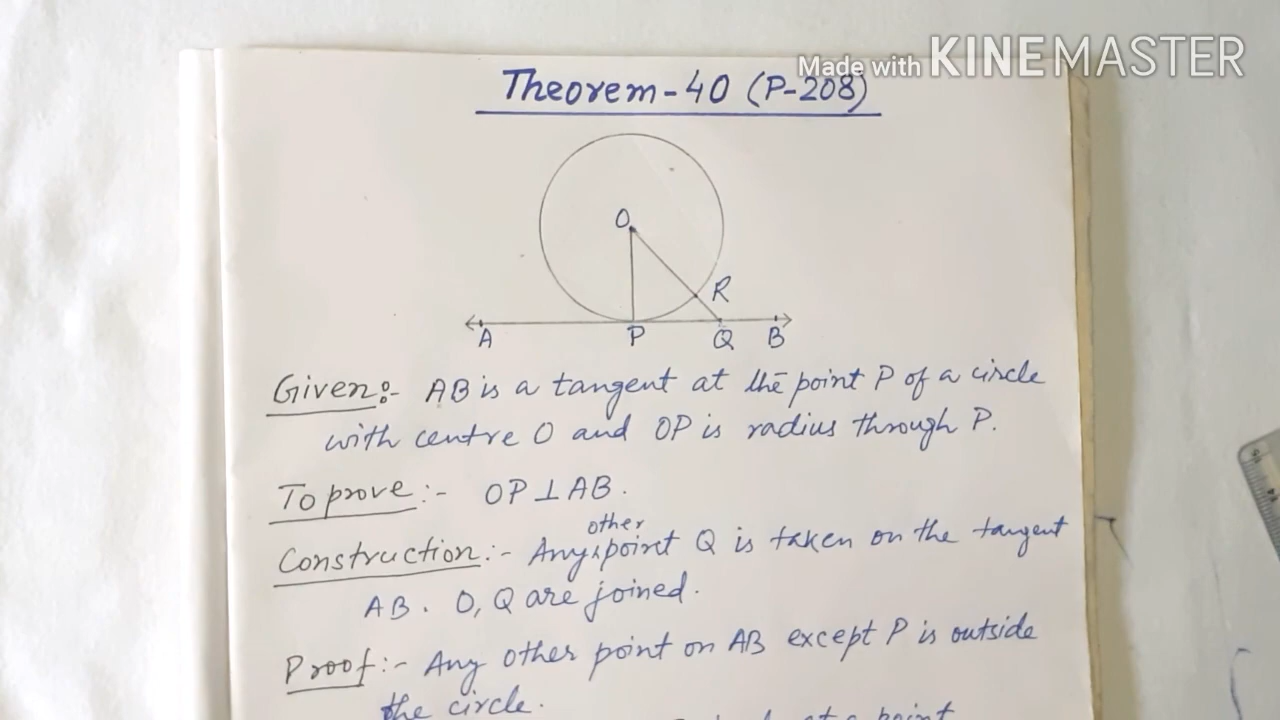 Made with KINEMASTER
Theorem-40 (P-208)
O
R
A
P
Q
B
Given:- AB is a tangent at the point P of a circle
with centre O and OP is radius through P.
To prove:- OP⊥AB.
other
Construction:- Any point Q is taken on the tangent
AB. O, Q are joined.
Proof:- Any other point on AB except P is outside
the circle.
at a point